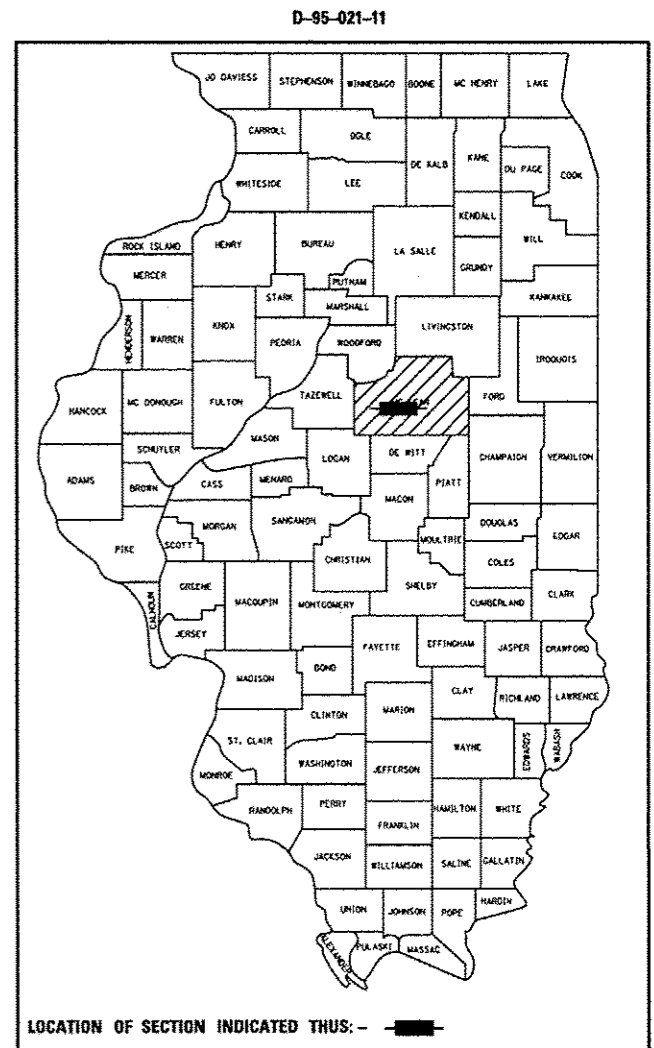 D-95-021-11
JO DAVIESS STEPHENSON WINNEBAGO BOONE MC HENRY LAKE
CARROLL OGLE DE KALB KANE DU PAGE COOK
WHITESIDE LEE
KENDALL WILL
ROCK ISLAND HENRY BUREAU LA SALLE GRUNDY
MERCER PUTNAM
STARK MARSHALL KANKAKEE
HENDERSON WARREN KNOX PEORIA WOODFORD LIVINGSTON
IROQUOIS
TAZEWELL FORD
HANCOCK MC DONOUGH FULTON
MASON
SCHUYLER LOGAN DE WITT CHAMPAIGN VERMILION
ADAMS BROWN CASS MENARD PIATT
MACON
MORGAN SANGAMON DOUGLAS EDGAR
PIKE SCOTT CHRISTIAN MOULTRIE
COLES
GREENE SHELBY
CALHOUN MACOUPIN MONTGOMERY CUMBERLAND CLARK
JERSEY
FAYETTE EFFINGHAM JASPER CRAWFORD
BOND
MADISON
CLAY RICHLAND LAWRENCE
CLINTON MARION
ST. CLAIR WAYNE EDWARDS WABASH
WASHINGTON JEFFERSON
MONROE
RANDOLPH PERRY HAMILTON WHITE
FRANKLIN
JACKSON WILLIAMSON SALINE GALLATIN
HARDIN
UNION JOHNSON POPE
ALEXANDER PULASKI MASSAC
LOCATION OF SECTION INDICATED THUS: -